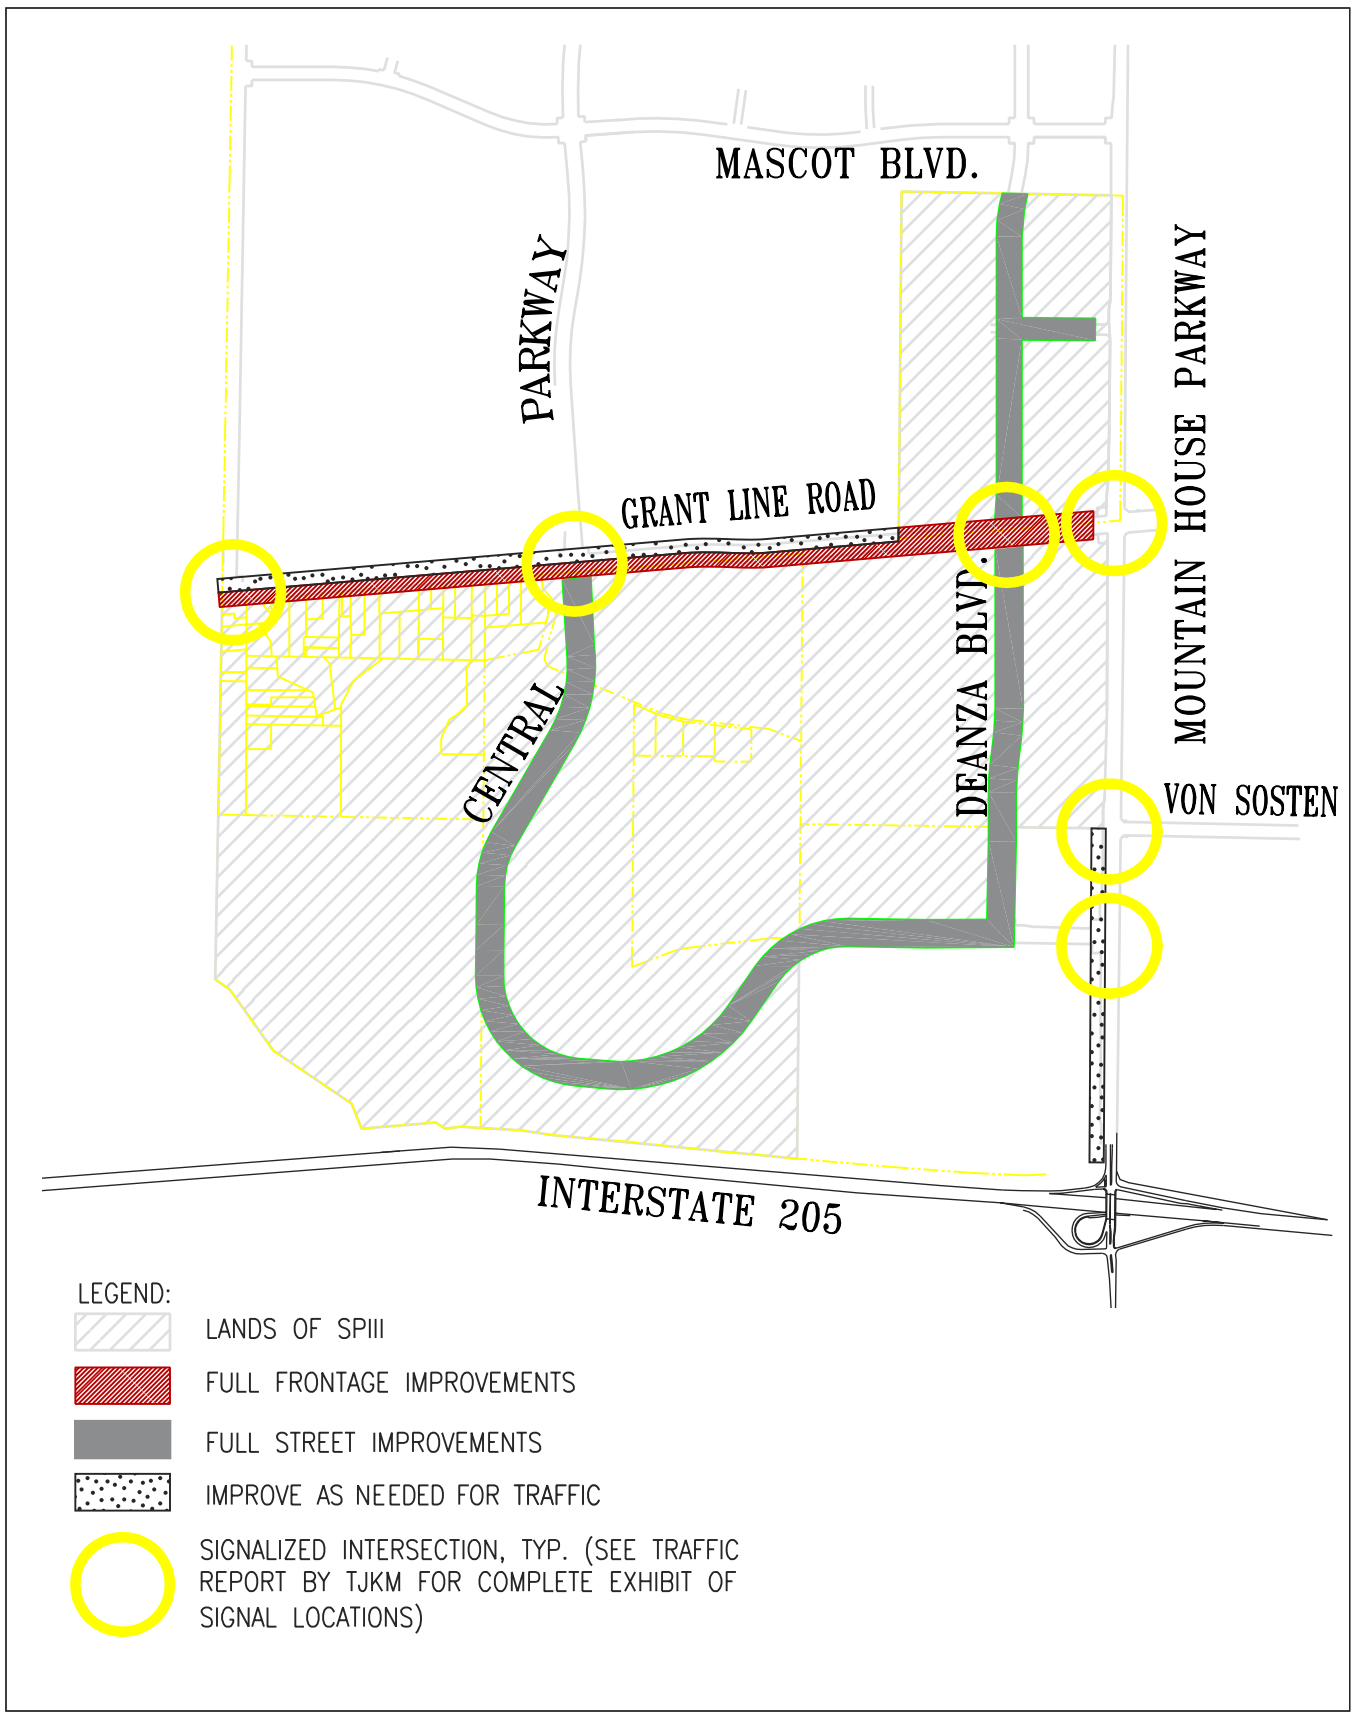 MASCOT BLVD.
PARKWAY
MOUNTAIN HOUSE PARKWAY
GRANT LINE ROAD
DEANZA BLVD.
CENTRAL
VON SOSTEN
INTERSTATE 205
LEGEND:
LANDS OF SPIII
FULL FRONTAGE IMPROVEMENTS
FULL STREET IMPROVEMENTS
IMPROVE AS NEEDED FOR TRAFFIC
SIGNALIZED INTERSECTION, TYP. (SEE TRAFFIC
REPORT BY TJKM FOR COMPLETE EXHIBIT OF
SIGNAL LOCATIONS)